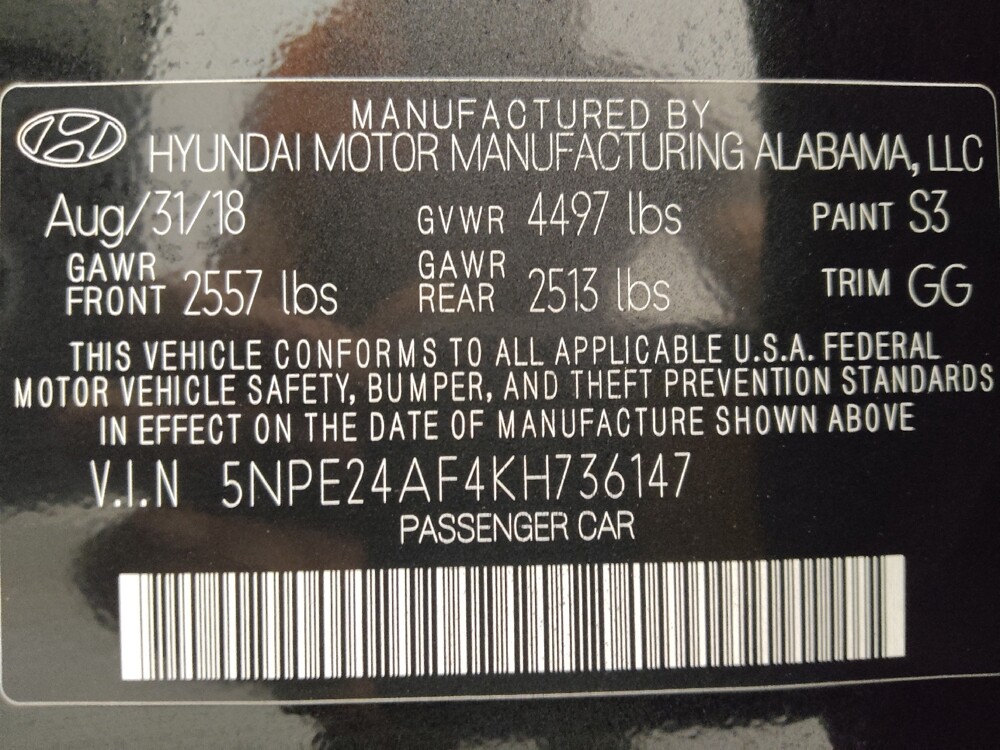 MANUFACTURED BY
HYUNDAI MOTOR MANUFACTURING ALABAMA, LLC
Aug/31/18 GVWR 4497 lbs PAINT S3
GAWR FRONT 2557 lbs GAWR REAR 2513 lbs TRIM GG
THIS VEHICLE CONFORMS TO ALL APPLICABLE U.S.A. FEDERAL
MOTOR VEHICLE SAFETY, BUMPER, AND THEFT PREVENTION STANDARDS
IN EFFECT ON THE DATE OF MANUFACTURE SHOWN ABOVE
V.I.N 5NPE24AF4KH736147
PASSENGER CAR